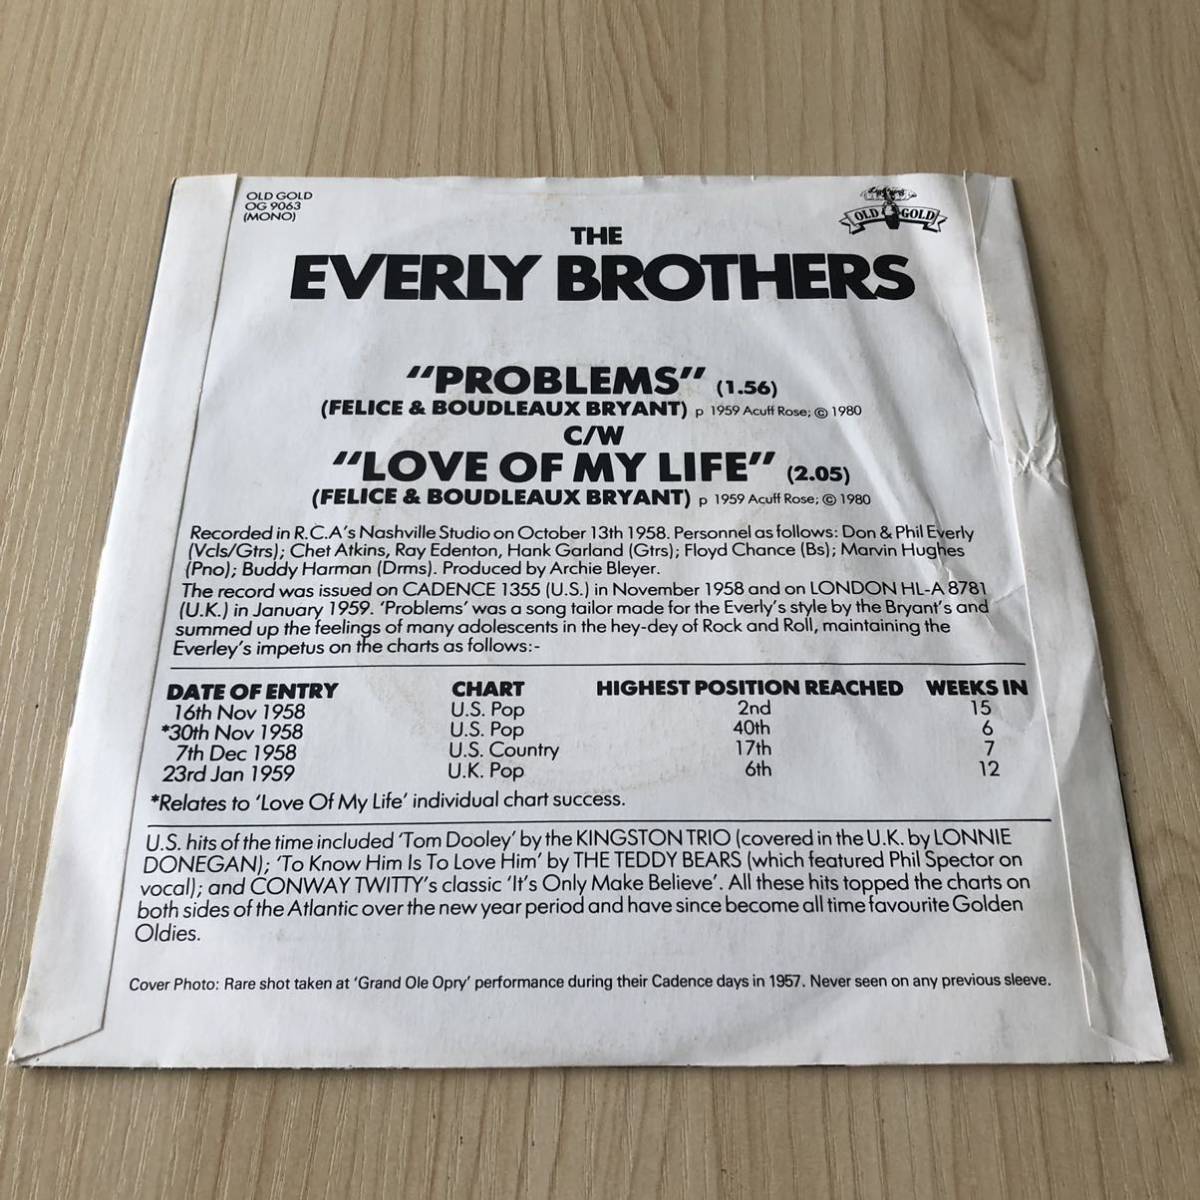 OLD GOLD
OG 9063
(MONO)
OLD GOLD
THE
EVERLY BROTHERS
"PROBLEMS" (1.56)
(FELICE & BOUDLEAUX BRYANT) p 1959 Acuff Rose; © 1980
C/W
"LOVE OF MY LIFE" (2.05)
(FELICE & BOUDLEAUX BRYANT) p 1959 Acuff Rose; © 1980
Recorded in R.C.A's Nashville Studio on October 13th 1958. Personnel as follows: Don & Phil Everly
(Vcls/Gtrs); Chet Atkins, Ray Edenton, Hank Garland (Gtrs); Floyd Chance (Bs); Marvin Hughes
(Pno); Buddy Harman (Drms). Produced by Archie Bleyer.
The record was issued on CADENCE 1355 (U.S.) in November 1958 and on LONDON HL-A 8781
(U.K.) in January 1959. 'Problems' was a song tailor made for the Everly's style by the Bryant's and
summed up the feelings of many adolescents in the hey-dey of Rock and Roll, maintaining the
Everley's impetus on the charts as follows:-
DATE OF ENTRY CHART HIGHEST POSITION REACHED WEEKS IN
16th Nov 1958 U.S. Pop 2nd 15
*30th Nov 1958 U.S. Pop 40th 6
7th Dec 1958 U.S. Country 17th 7
23rd Jan 1959 U.K. Pop 6th 12
*Relates to 'Love Of My Life' individual chart success.
U.S. hits of the time included 'Tom Dooley' by the KINGSTON TRIO (covered in the U.K. by LONNIE
DONEGAN); 'To Know Him Is To Love Him' by THE TEDDY BEARS (which featured Phil Spector on
vocal); and CONWAY TWITTY's classic 'It's Only Make Believe'. All these hits topped the charts on
both sides of the Atlantic over the new year period and have since become all time favourite Golden
Oldies.
Cover Photo: Rare shot taken at 'Grand Ole Opry' performance during their Cadence days in 1957. Never seen on any previous sleeve.